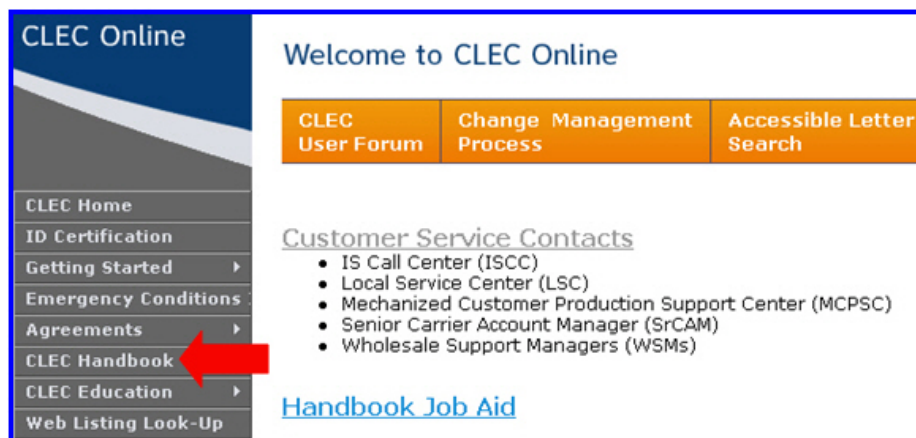 CLEC Online
Welcome to CLEC Online
CLEC
User Forum
Change Management
Process
Accessible Letter
Search
CLEC Home
ID Certification
Getting Started
Emergency Conditions
Agreements
CLEC Handbook
CLEC Education
Web Listing Look-Up
Customer Service Contacts
• IS Call Center (ISCC)
• Local Service Center (LSC)
• Mechanized Customer Production Support Center (MCPSC)
• Senior Carrier Account Manager (SrCAM)
• Wholesale Support Managers (WSMs)
Handbook Job Aid